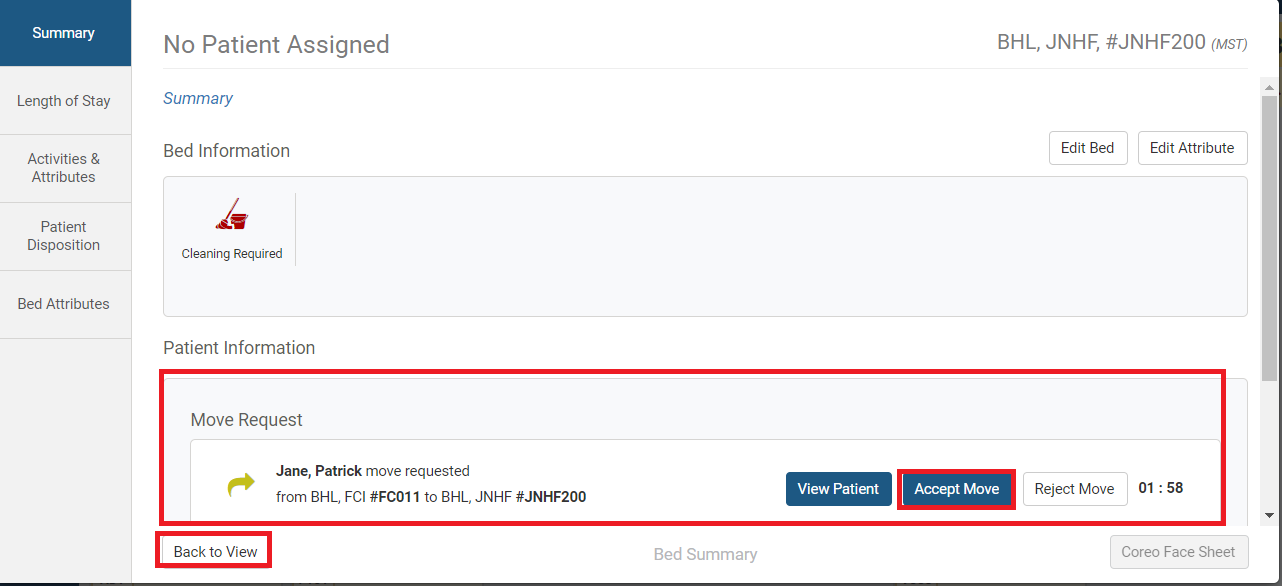 Summary
Length of Stay
Activities &
Attributes
Patient
Disposition
Bed Attributes
No Patient Assigned
BHL, JNHF, #JNHF200 (MST)
Summary
Bed Information
Edit Bed
Edit Attribute
Cleaning Required
Patient Information
Move Request
Jane, Patrick move requested
from BHL, FCI #FC011 to BHL, JNHF #JNHF200
View Patient
Accept Move
Reject Move
01 : 58
Back to View
Bed Summary
Coreo Face Sheet